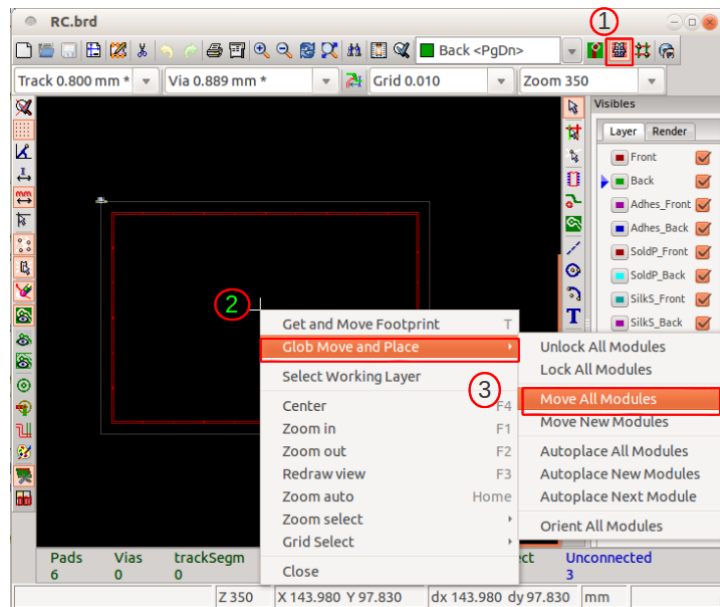 RC.brd
1
Back <PgDn>
Track 0.800 mm *
Via 0.889 mm *
Grid 0.010
Zoom 350
Visibles
Layer
Render
Front
Back
Adhes_Front
Adhes_Back
SoldP_Front
SoldP_Back
SilkS_Front
SilkS_Back
mm
T
2
Get and Move Footprint T
Glob Move and Place
Select Working Layer
3
Center F4
Zoom in F1
Zoom out F2
Redraw view F3
Zoom auto Home
Zoom select
Grid Select
Close
Unlock All Modules
Lock All Modules
Move All Modules
Move New Modules
Autoplace All Modules
Autoplace New Modules
Autoplace Next Module
Orient All Modules
Pads
6
Vias
0
trackSegm
0
ect
Unconnected
3
Z 350
X 143.980 Y 97.830
dx 143.980 dy 97.830
mm